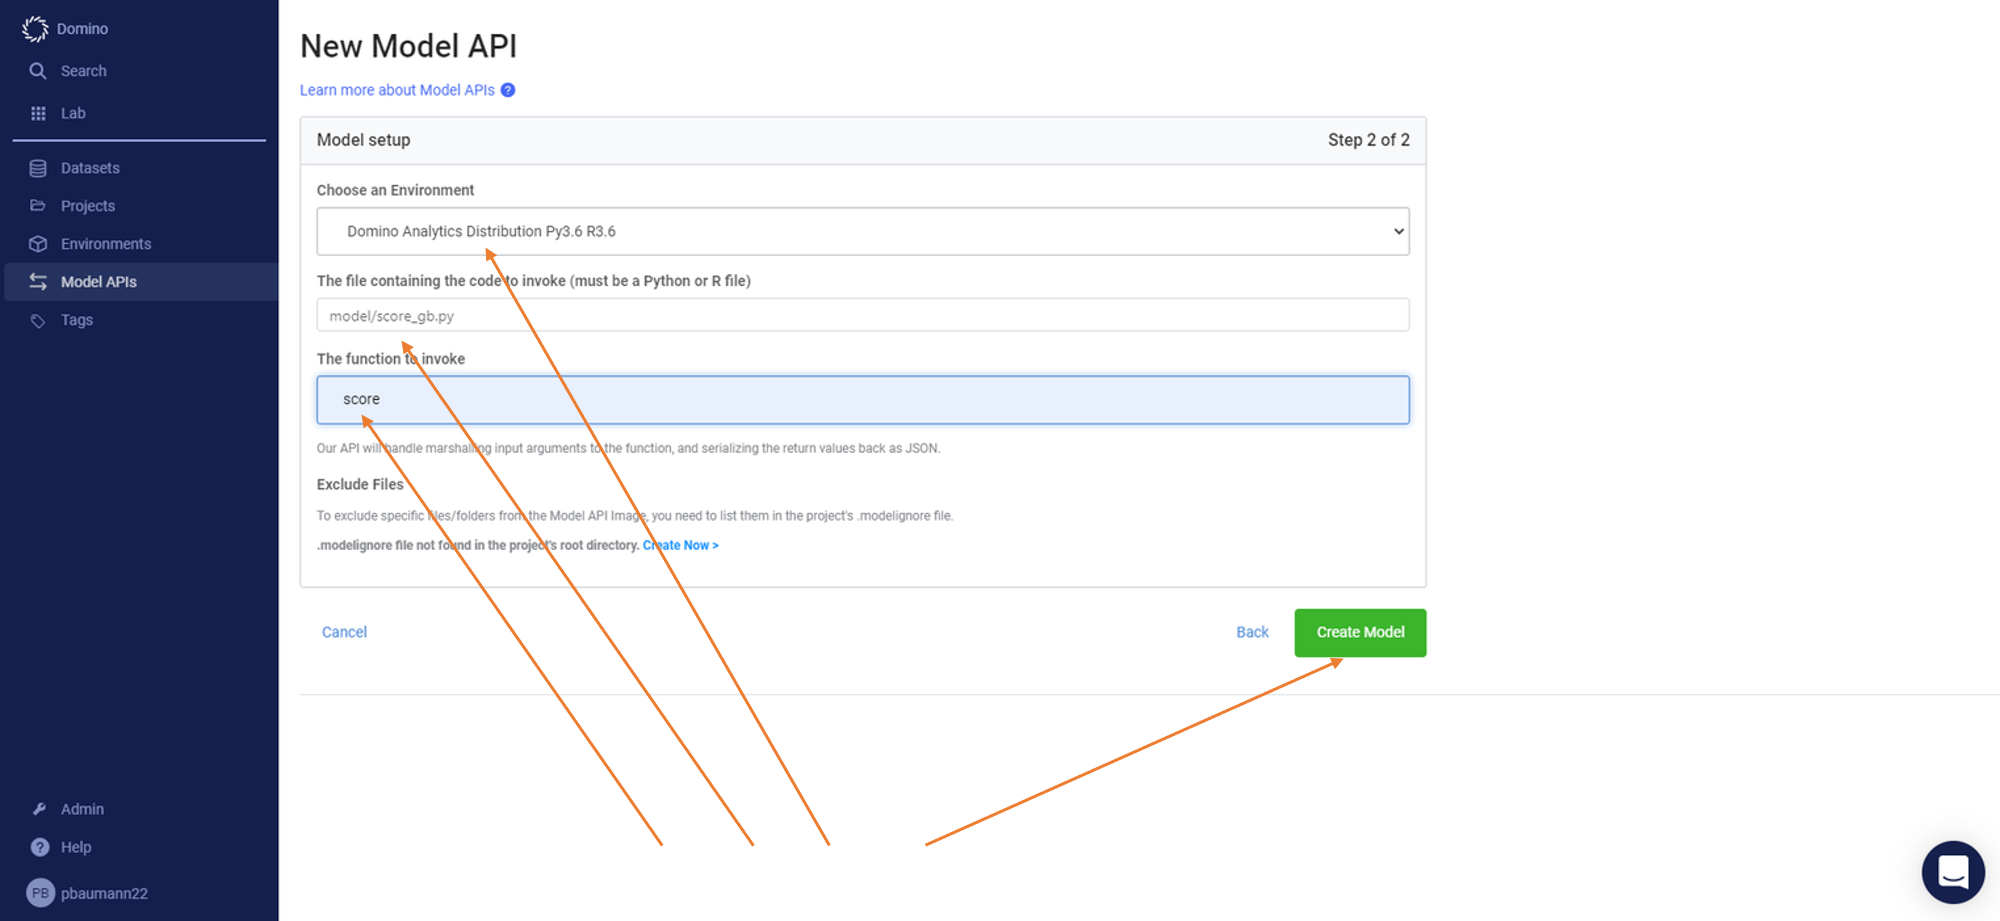 Domino
Search
Lab
Datasets
Projects
Environments
Model APIs
Tags
Admin
Help
PB pbaumann22
New Model API
Learn more about Model APIs ?
Model setup Step 2 of 2
Choose an Environment
Domino Analytics Distribution Py3.6 R3.6
The file containing the code to invoke (must be a Python or R file)
model/score_gb.py
The function to invoke
score
Our API will handle marshalling input arguments to the function, and serializing the return values back as JSON.
Exclude Files
To exclude specific files/folders from the Model API Image, you need to list them in the project's .modelignore file.
.modelignore file not found in the project's root directory. Create Now >
Cancel Back Create Model